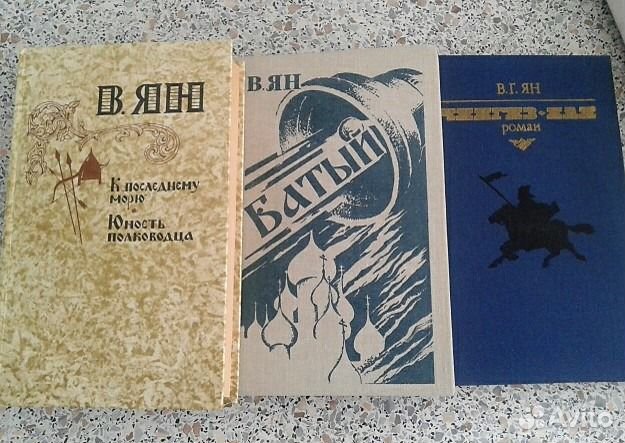 В. ЯН
К последнему
морю
Юность
полководца
В. ЯН
БАТЫЙ
В.Г. ЯН
ЧИНГИЗ-ХАН
роман
Avito